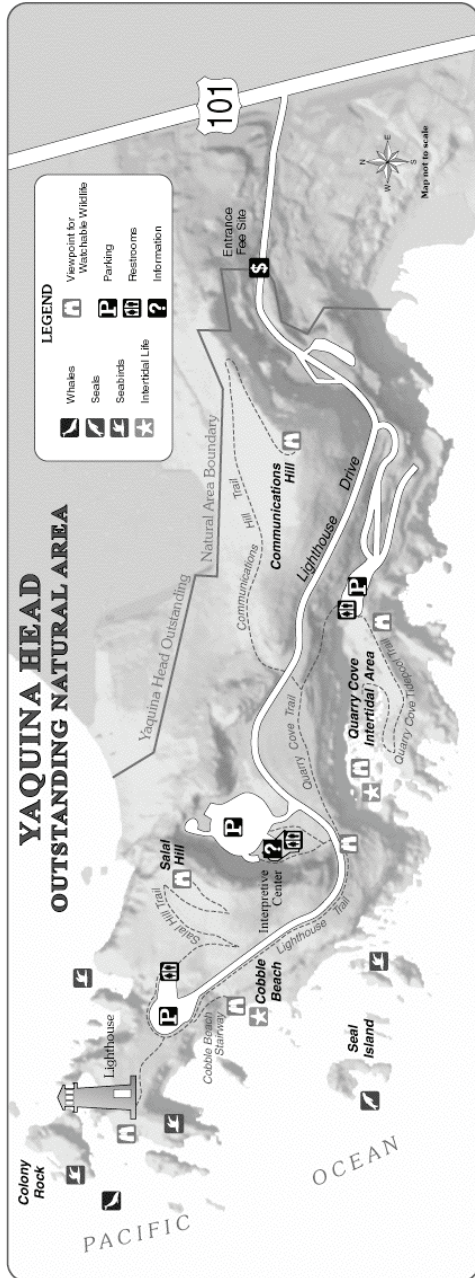 YAQUINA HEAD
OUTSTANDING NATURAL AREA
LEGEND
Whales
Seals
Seabirds
Intertidal Life
Viewpoint for
Watchable Wildlife
P Parking
Restrooms
? Information
101
Entrance
Fee Site
$
N
E
S
W
Map not to scale
Yaquina Head Outstanding
Natural Area Boundary
Communications Hill Trail
Communications
Hill
Lighthouse Drive
P
Quarry Cove
Intertidal Area
Quarry Cove Tidepool Trail
Quarry Cove Trail
P
?
Interpretive
Center
Salal
Hill
Salal Hill Trail
Lighthouse Trail
P
Cobble
Beach
Cobble Beach
Stairway
Lighthouse
Colony
Rock
Seal
Island
PACIFIC
OCEAN